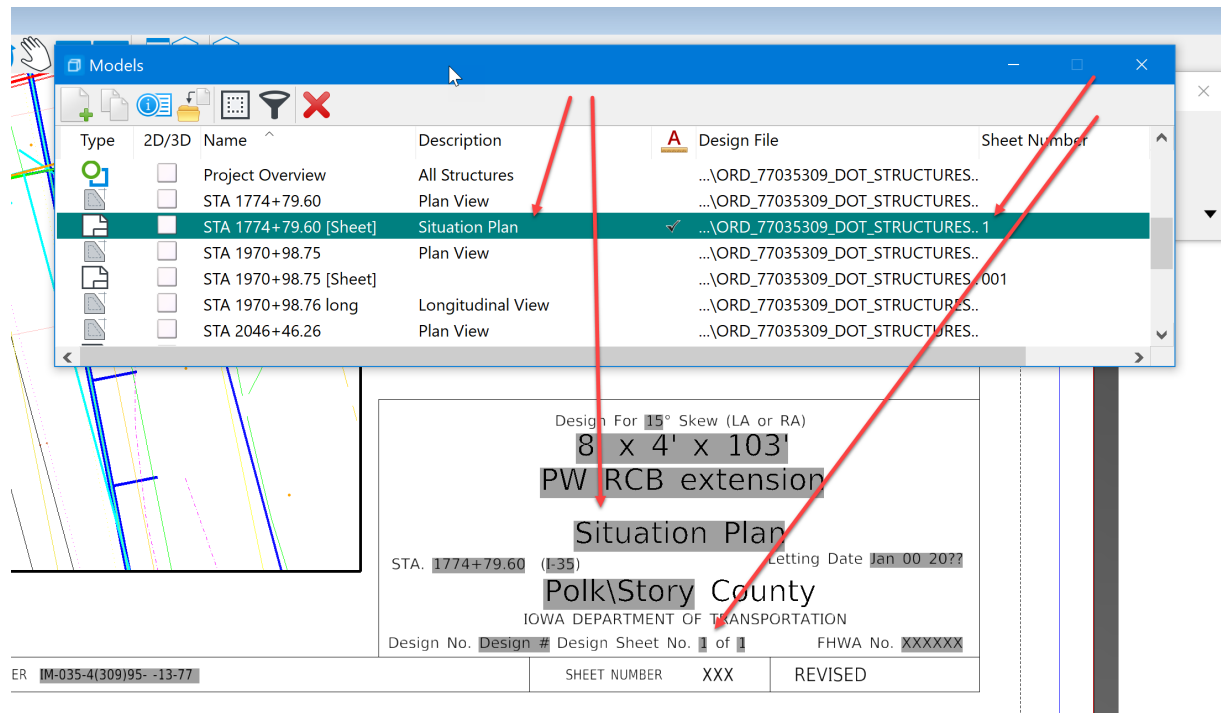 Models
Type 2D/3D Name Description A Design File Sheet Number
Project Overview All Structures ...\ORD_77035309_DOT_STRUCTURES..
STA 1774+79.60 Plan View ...\ORD_77035309_DOT_STRUCTURES..
STA 1774+79.60 [Sheet] Situation Plan ...\ORD_77035309_DOT_STRUCTURES.. 1
STA 1970+98.75 Plan View ...\ORD_77035309_DOT_STRUCTURES..
STA 1970+98.75 [Sheet] ...\ORD_77035309_DOT_STRUCTURES.. 001
STA 1970+98.76 long Longitudinal View ...\ORD_77035309_DOT_STRUCTURES..
STA 2046+46.26 Plan View ...\ORD_77035309_DOT_STRUCTURES..
Design For 15° Skew (LA or RA)
8' x 4' x 103'
PW RCB extension
Situation Plan
STA. 1774+79.60 (I-35) Letting Date Jan 00 20??
Polk\Story County
IOWA DEPARTMENT OF TRANSPORTATION
Design No. Design # Design Sheet No. 1 of 1 FHWA No. XXXXXX
ER IM-035-4(309)95- -13-77 SHEET NUMBER XXX REVISED